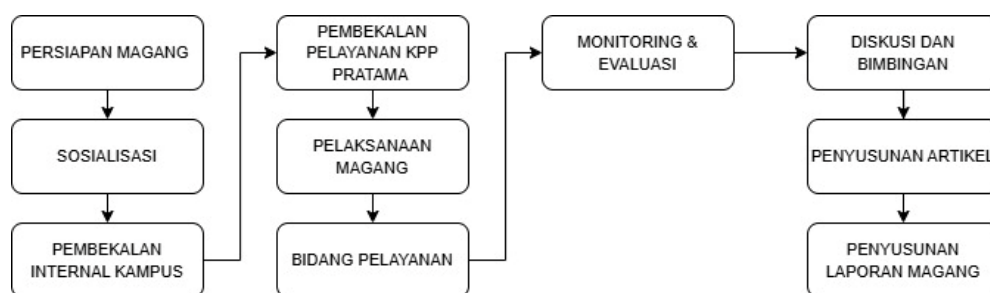 PERSIAPAN MAGANG
SOSIALISASI
PEMBEKALAN
INTERNAL KAMPUS
PEMBEKALAN
PELAYANAN KPP
PRATAMA
PELAKSANAAN
MAGANG
BIDANG PELAYANAN
MONITORING &
EVALUASI
DISKUSI DAN
BIMBINGAN
PENYUSUNAN ARTIKEL
PENYUSUNAN
LAPORAN MAGANG